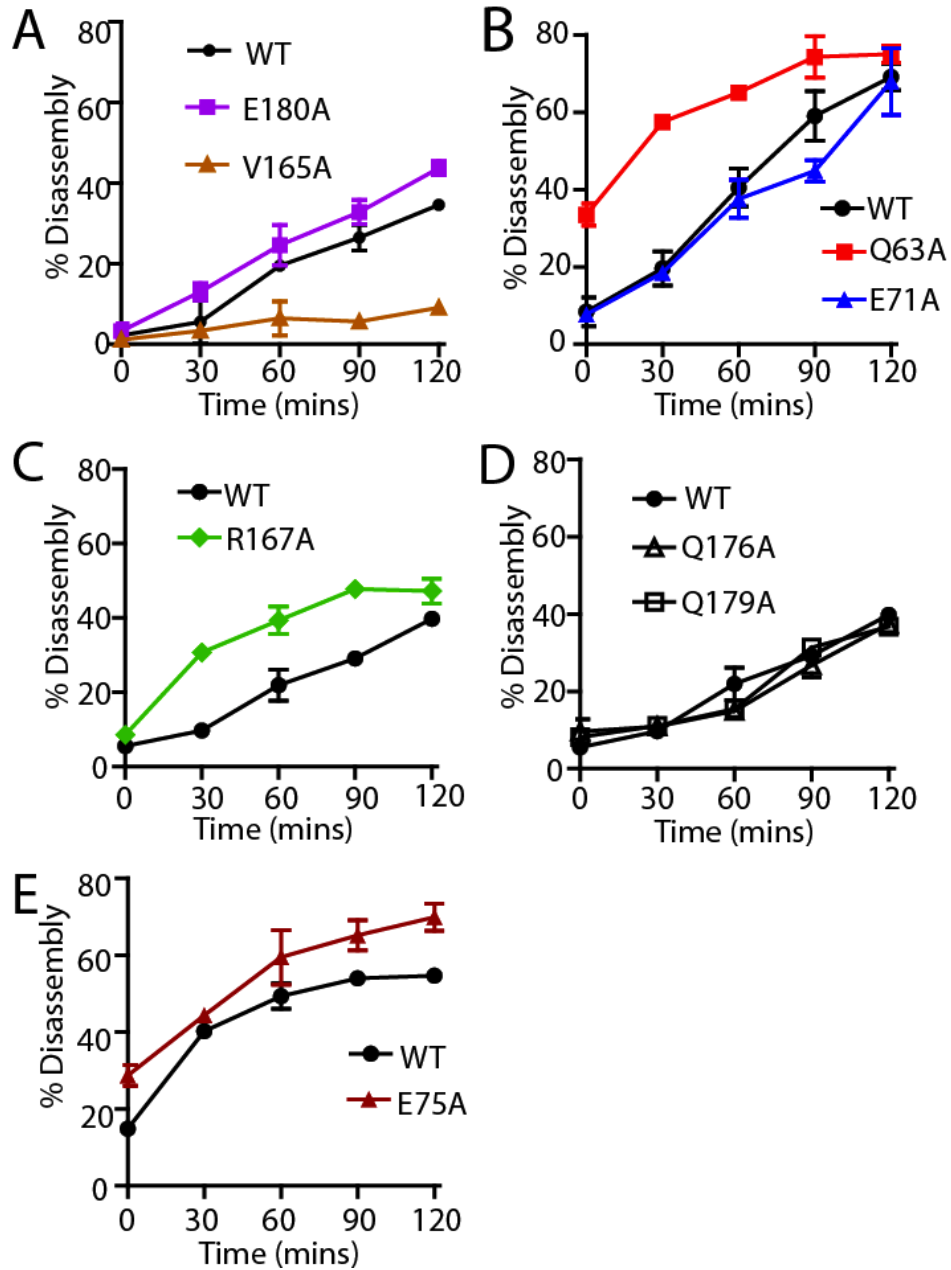 A
% Disassembly
80
60
40
20
0
WT
E180A
V165A
0 30 60 90 120
Time (mins)
B
% Disassembly
80
60
40
20
0
WT
Q63A
E71A
0 30 60 90 120
Time (mins)
C
% Disassembly
80
60
40
20
0
WT
R167A
0 30 60 90 120
Time (mins)
D
% Disassembly
80
60
40
20
0
WT
Q176A
Q179A
0 30 60 90 120
Time (mins)
E
% Disassembly
80
60
40
20
0
WT
E75A
0 30 60 90 120
Time (mins)